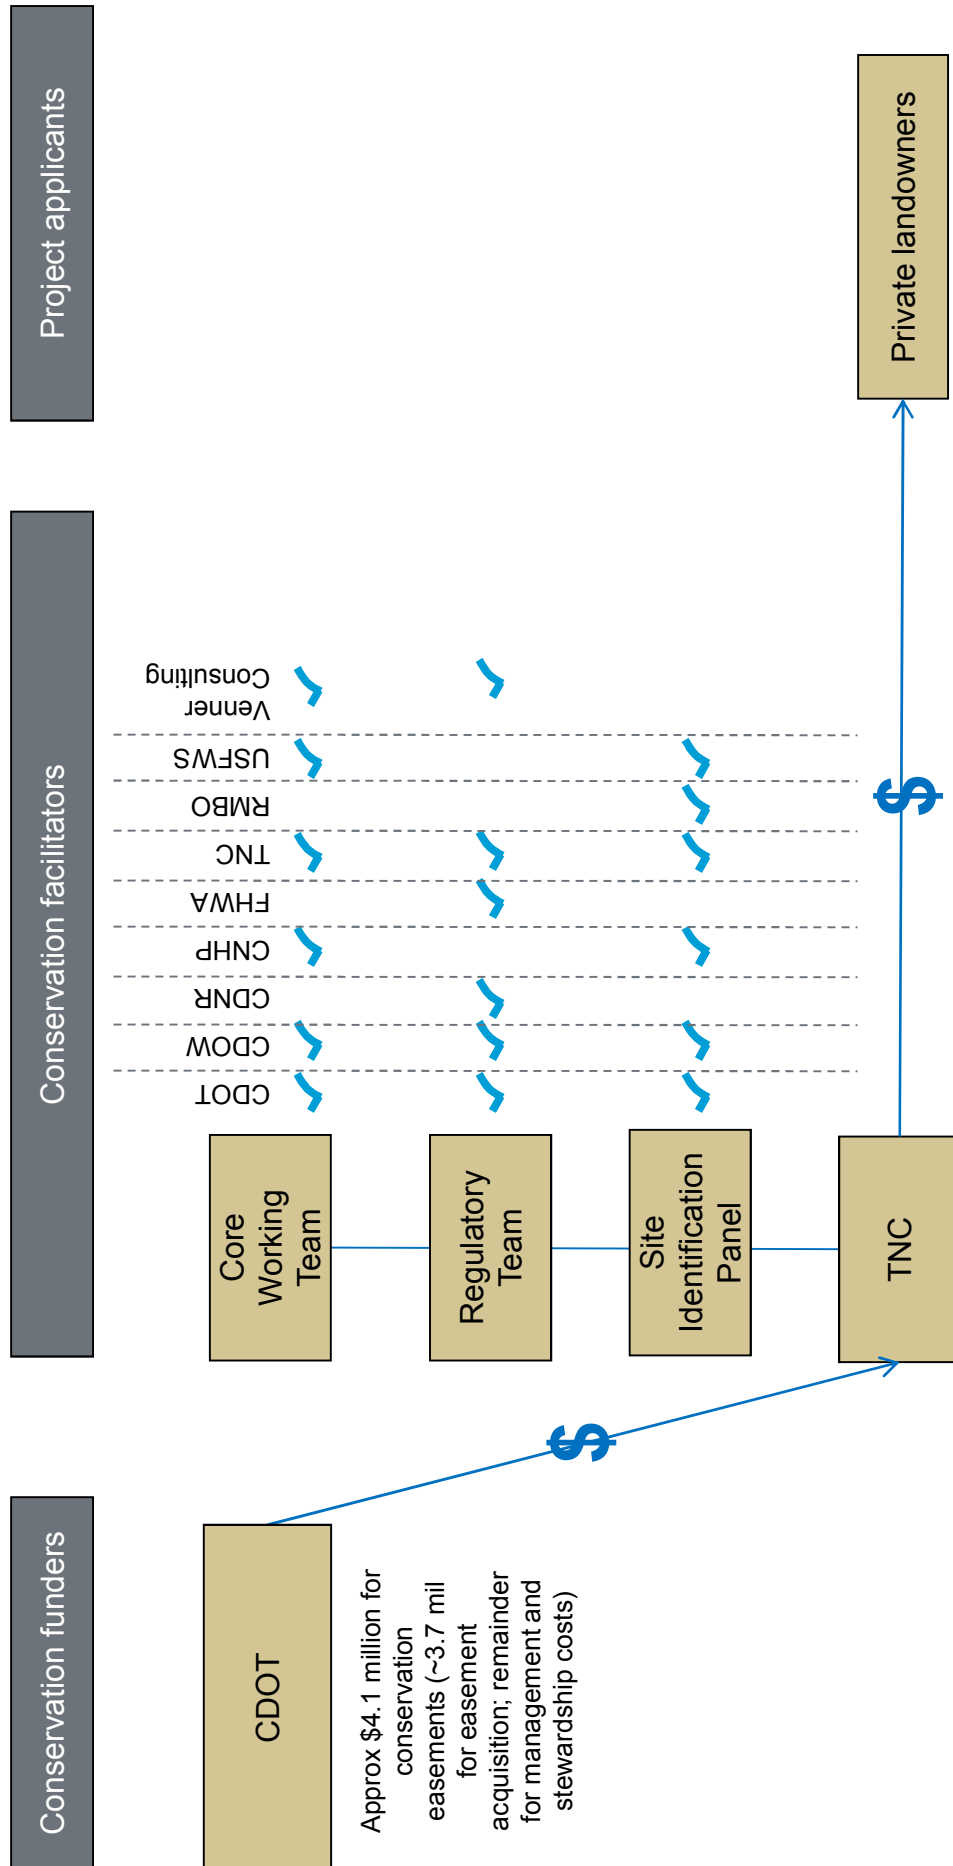 Conservation funders
Conservation facilitators
Project applicants
CDOT
Approx $4.1 million for
conservation
easements (~3.7 mil
for easement
acquisition; remainder
for management and
stewardship costs)
$
CDOT
CDOW
CDNR
CNHP
FHWA
TNC
RMBO
USFWS
Venner
Consulting
Core
Working
Team
Regulatory
Team
Site
Identification
Panel
TNC
$
Private landowners